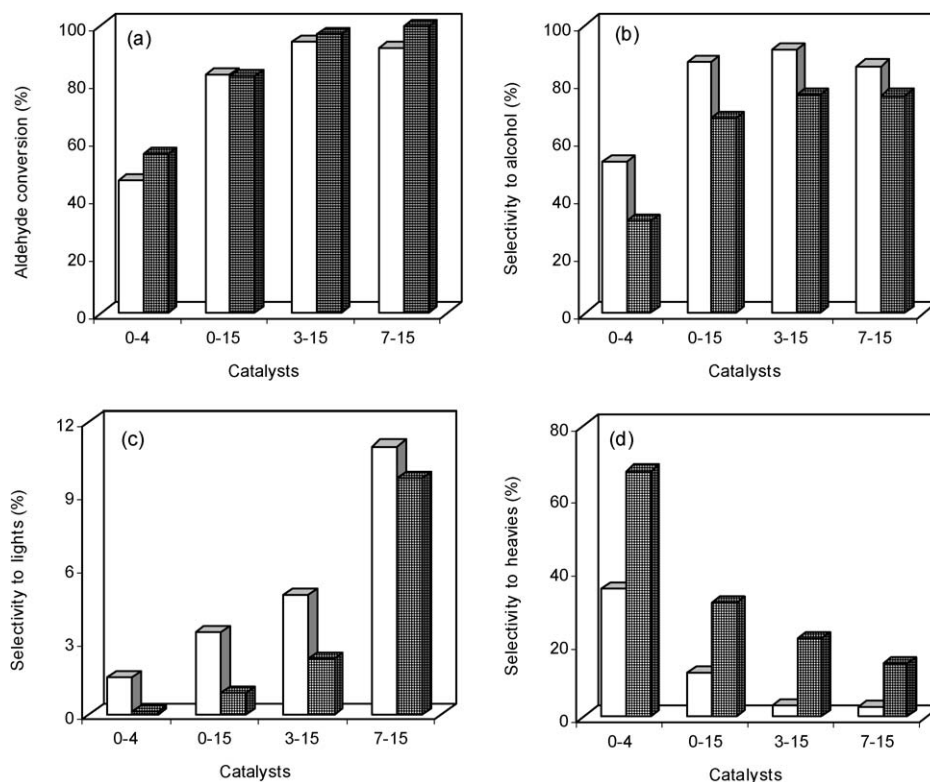 (a)
Aldehyde conversion (%)
100
80
60
40
20
0
0-4 0-15 3-15 7-15
Catalysts
(b)
Selectivity to alcohol (%)
100
80
60
40
20
0
0-4 0-15 3-15 7-15
Catalysts
(c)
Selectivity to lights (%)
12
9
6
3
0
0-4 0-15 3-15 7-15
Catalysts
(d)
Selectivity to heavies (%)
80
60
40
20
0
0-4 0-15 3-15 7-15
Catalysts